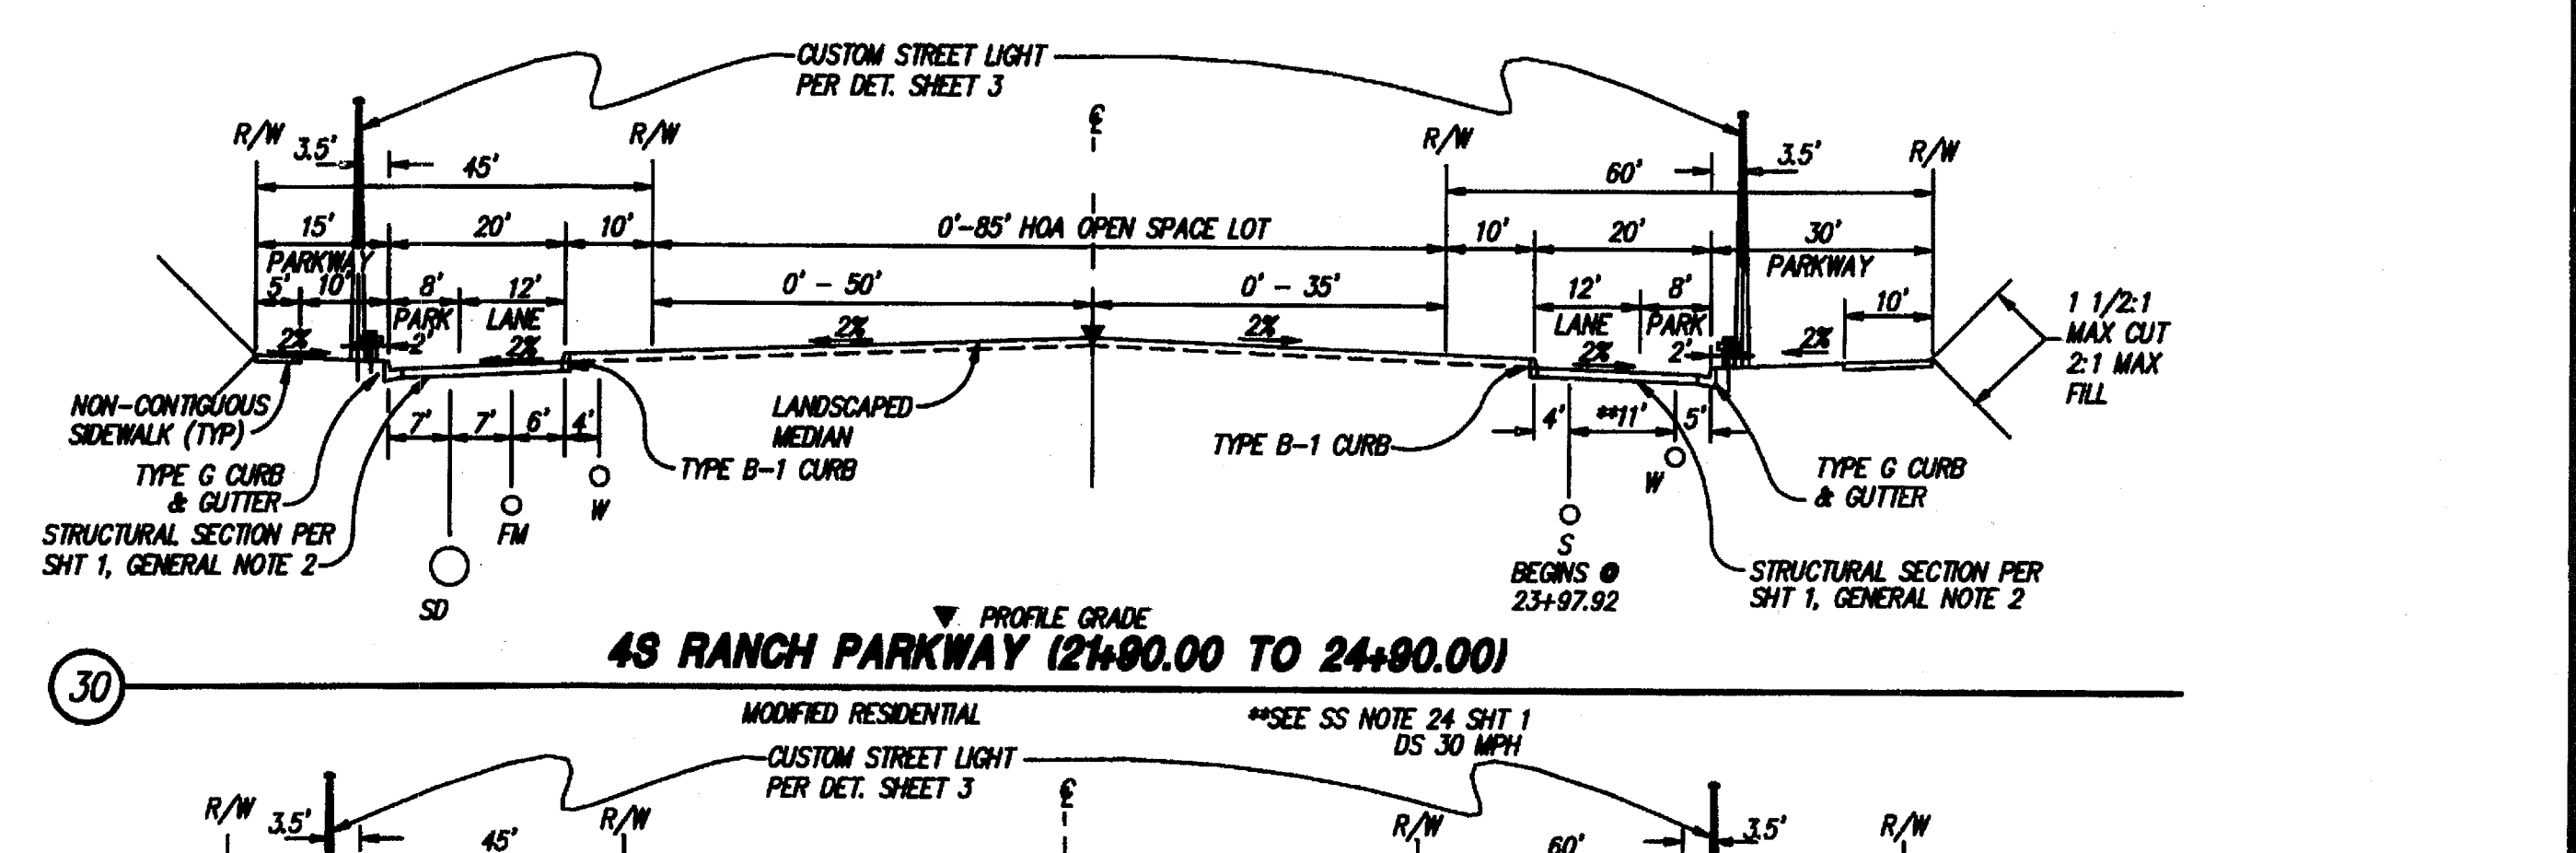 CUSTOM STREET LIGHT
PER DET. SHEET 3
R/W
3.5'
45'
R/W
℄
R/W
60'
3.5'
R/W
15'
20'
10'
0'-85' HOA OPEN SPACE LOT
10'
20'
30'
PARKWAY
PARKWAY
5'
10'
8'
12'
0' - 50'
0' - 35'
12'
8'
10'
PARK
LANE
LANE
PARK
1 1/2:1
MAX CUT
2:1 MAX
FILL
2%
2'
2%
2%
2%
2%
2'
2%
NON-CONTIGUOUS
SIDEWALK (TYP)
7'
7'
6'
4'
LANDSCAPED
MEDIAN
4'
**11'
5'
TYPE G CURB
& GUTTER
TYPE B-1 CURB
TYPE B-1 CURB
TYPE G CURB
& GUTTER
STRUCTURAL SECTION PER
SHT 1, GENERAL NOTE 2
SD
FM
W
W
S
BEGINS @
23+97.92
STRUCTURAL SECTION PER
SHT 1, GENERAL NOTE 2
PROFILE GRADE
4S RANCH PARKWAY (21+90.00 TO 24+90.00)
30
MODIFIED RESIDENTIAL
**SEE SS NOTE 24 SHT 1
DS 30 MPH
CUSTOM STREET LIGHT
PER DET. SHEET 3
R/W
3.5'
45'
R/W
℄
R/W
60'
3.5'
R/W